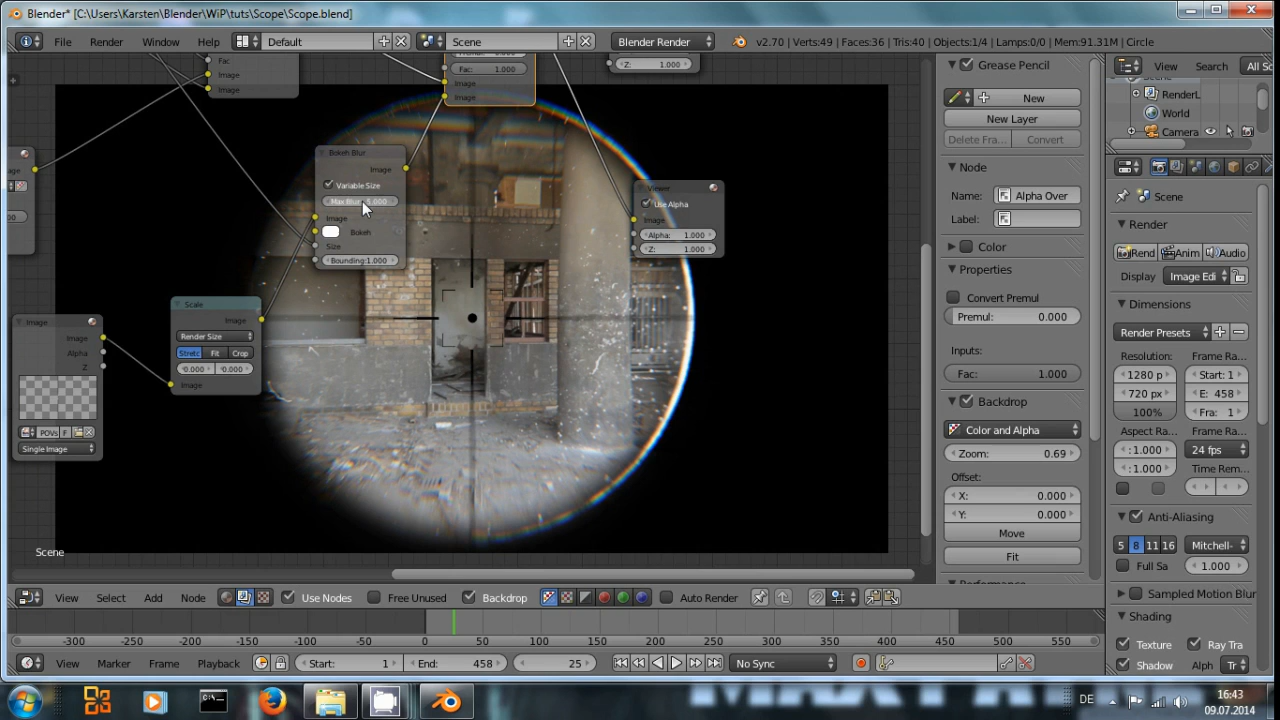 Blender* [C:\Users\Karsten\Blender\WiP\tuts\Scope\Scope.blend]
File Render Window Help Default Scene Blender Render v2.70 | Verts:49 | Faces:36 | Tris:40 | Objects:1/4 | Lamps:0/0 | Mem:91.31M | Circle
Fac
Image
Image
Fac: 1.000
Image
Image
Z: 1.000
Bokeh Blur
Image
Variable Size
Max Blur: 5.000
Image
Bokeh
Size
Bounding:1.000
Viewer
Use Alpha
Image
Alpha: 1.000
Z: 1.000
Scale
Image
Render Size
Stretc Fit Crop
Image
Image
Image
Alpha
Z
POVs F
Single Image
Scene
Grease Pencil
New
New Layer
Delete Fra... Convert
Node
Name: Alpha Over
Label:
Color
Properties
Convert Premul
Premul: 0.000
Inputs:
Fac: 1.000
Backdrop
Color and Alpha
Zoom: 0.69
Offset:
X: 0.000
Y: 0.000
Move
Fit
View Search All Sc
RenderL
World
Camera
Scene
Render
Rend Anim Audio
Display Image Edi
Dimensions
Render Presets
Resolution: Frame Ra...
1280 p Start: 1
720 px E: 458
100% Fra: 1
Aspect Ra... Frame Ra...
:1.000 24 fps
:1.000 Time Rem...
Anti-Aliasing
5 8 11 16 Mitchell-
Full Sa 1.000
Sampled Motion Blur
Shading
Texture Ray Tra
Shadow Alph Tr
View Select Add Node Use Nodes Free Unused Backdrop Auto Render
-300 -250 -200 -150 -100 -50 0 50 100 150 200 250 300 350 400 450 500 550
View Marker Frame Playback Start: 1 End: 458 25 No Sync
DE
16:43
09.07.2014